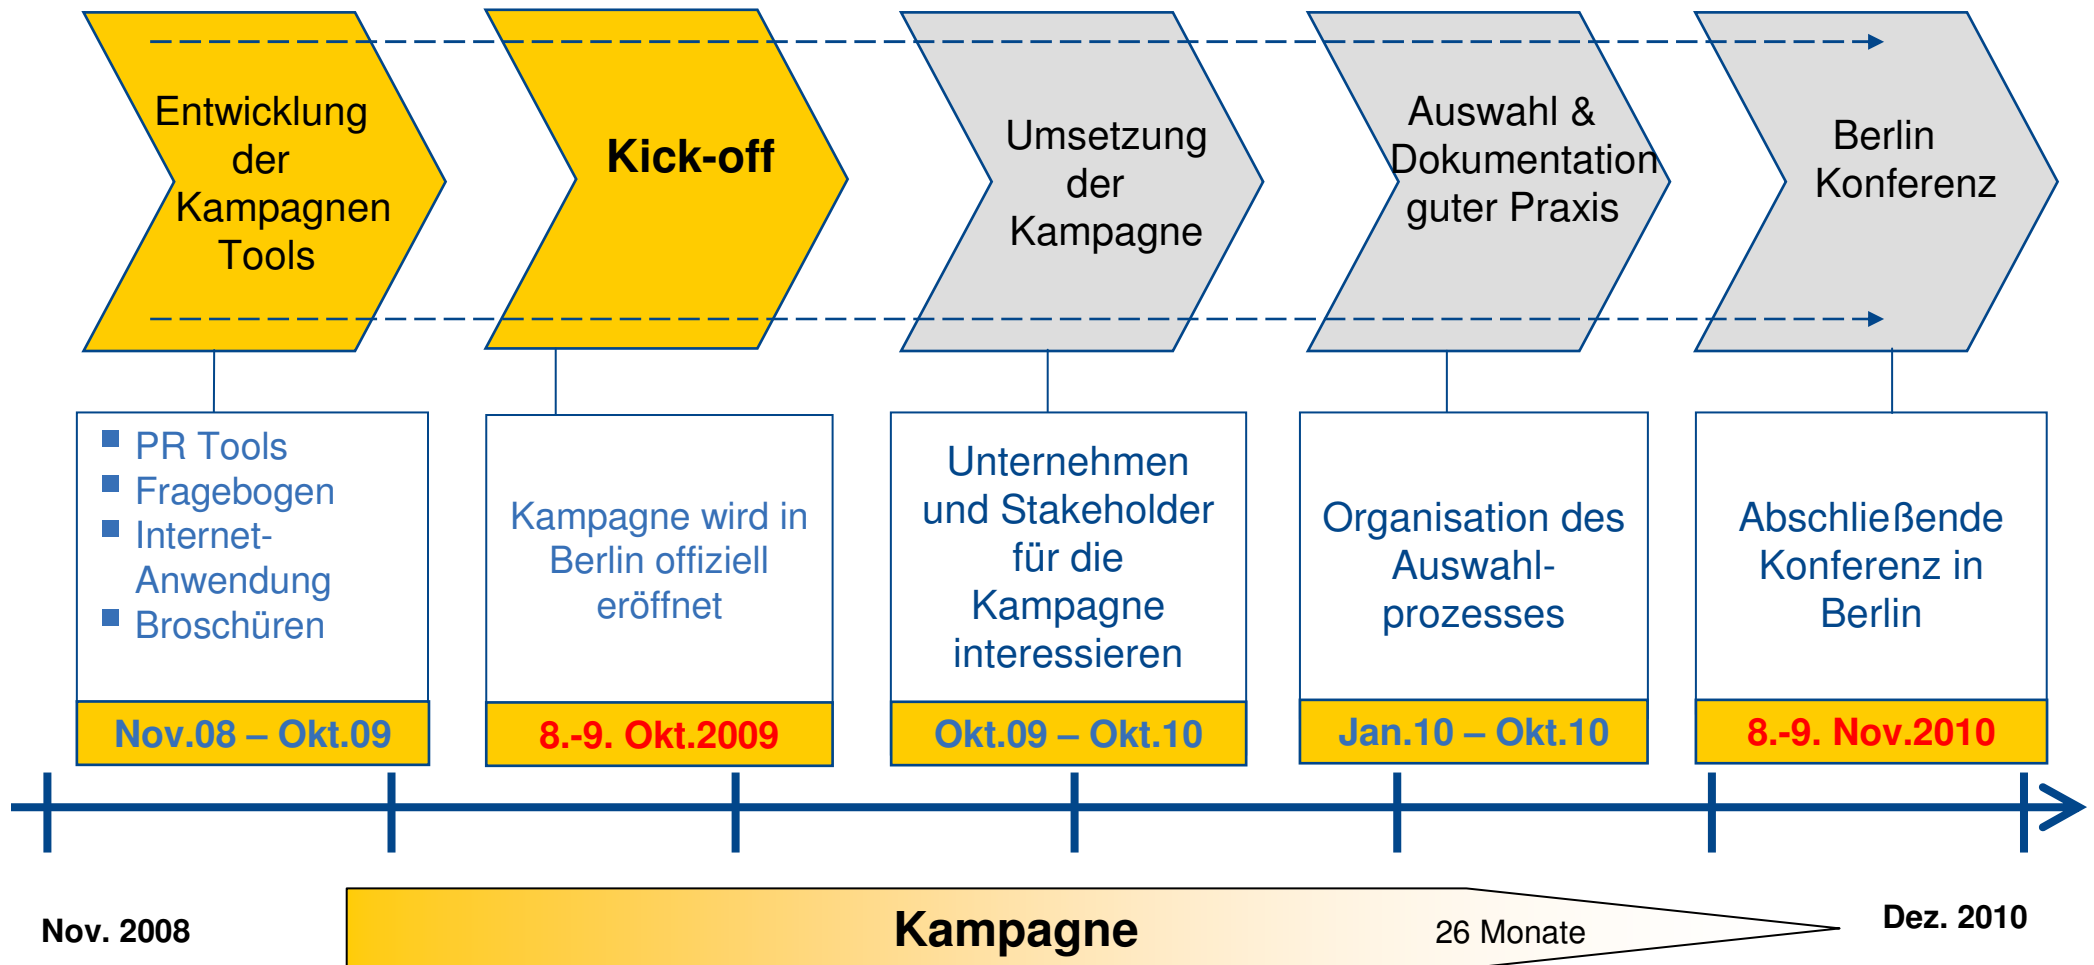 Entwicklung
der
Kampagnen
Tools
Kick-off
Umsetzung
der
Kampagne
Auswahl &
Dokumentation
guter Praxis
Berlin
Konferenz
PR Tools
Fragebogen
Internet-
Anwendung
Broschüren
Nov.08 – Okt.09
Kampagne wird in
Berlin offiziell
eröffnet
8.-9. Okt.2009
Unternehmen
und Stakeholder
für die
Kampagne
interessieren
Okt.09 – Okt.10
Organisation des
Auswahl-
prozesses
Jan.10 – Okt.10
Abschließende
Konferenz in
Berlin
8.-9. Nov.2010
Nov. 2008
Kampagne
26 Monate
Dez. 2010